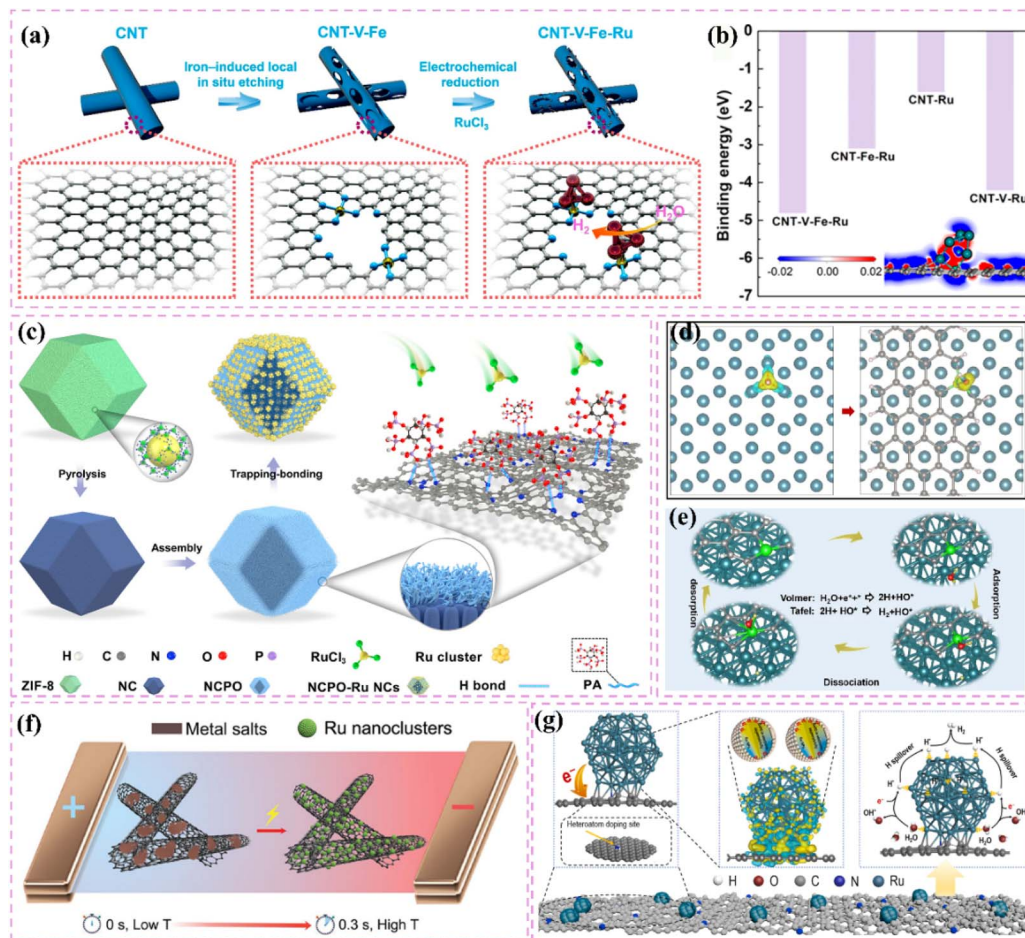 (a)
CNT
CNT-V-Fe
CNT-V-Fe-Ru
Iron–induced local
in situ etching
Electrochemical
reduction
RuCl3
H2O
H2
(b)
Binding energy (eV)
0
-1
-2
-3
-4
-5
-6
-7
CNT-Ru
CNT-Fe-Ru
CNT-V-Ru
CNT-V-Fe-Ru
-0.02 0.00 0.02
(c)
Pyrolysis
Trapping-bonding
Assembly
H C N O P RuCl3 Ru cluster
ZIF-8 NC NCPO NCPO-Ru NCs H bond PA
(d)
(e)
desorption
Adsorption
Volmer: H2O+e*+* ⇨ 2H+HO*
Tafel: 2H+ HO* ⇨ H2+HO*
Dissociation
(f)
Metal salts Ru nanoclusters
+
−
0 s, Low T 0.3 s, High T
(g)
e-
Heteroatom doping site
H2
H* H*
H spillover H spillover
H* H*
e- e-
OH- OH-
H2O H2O
H O C N Ru